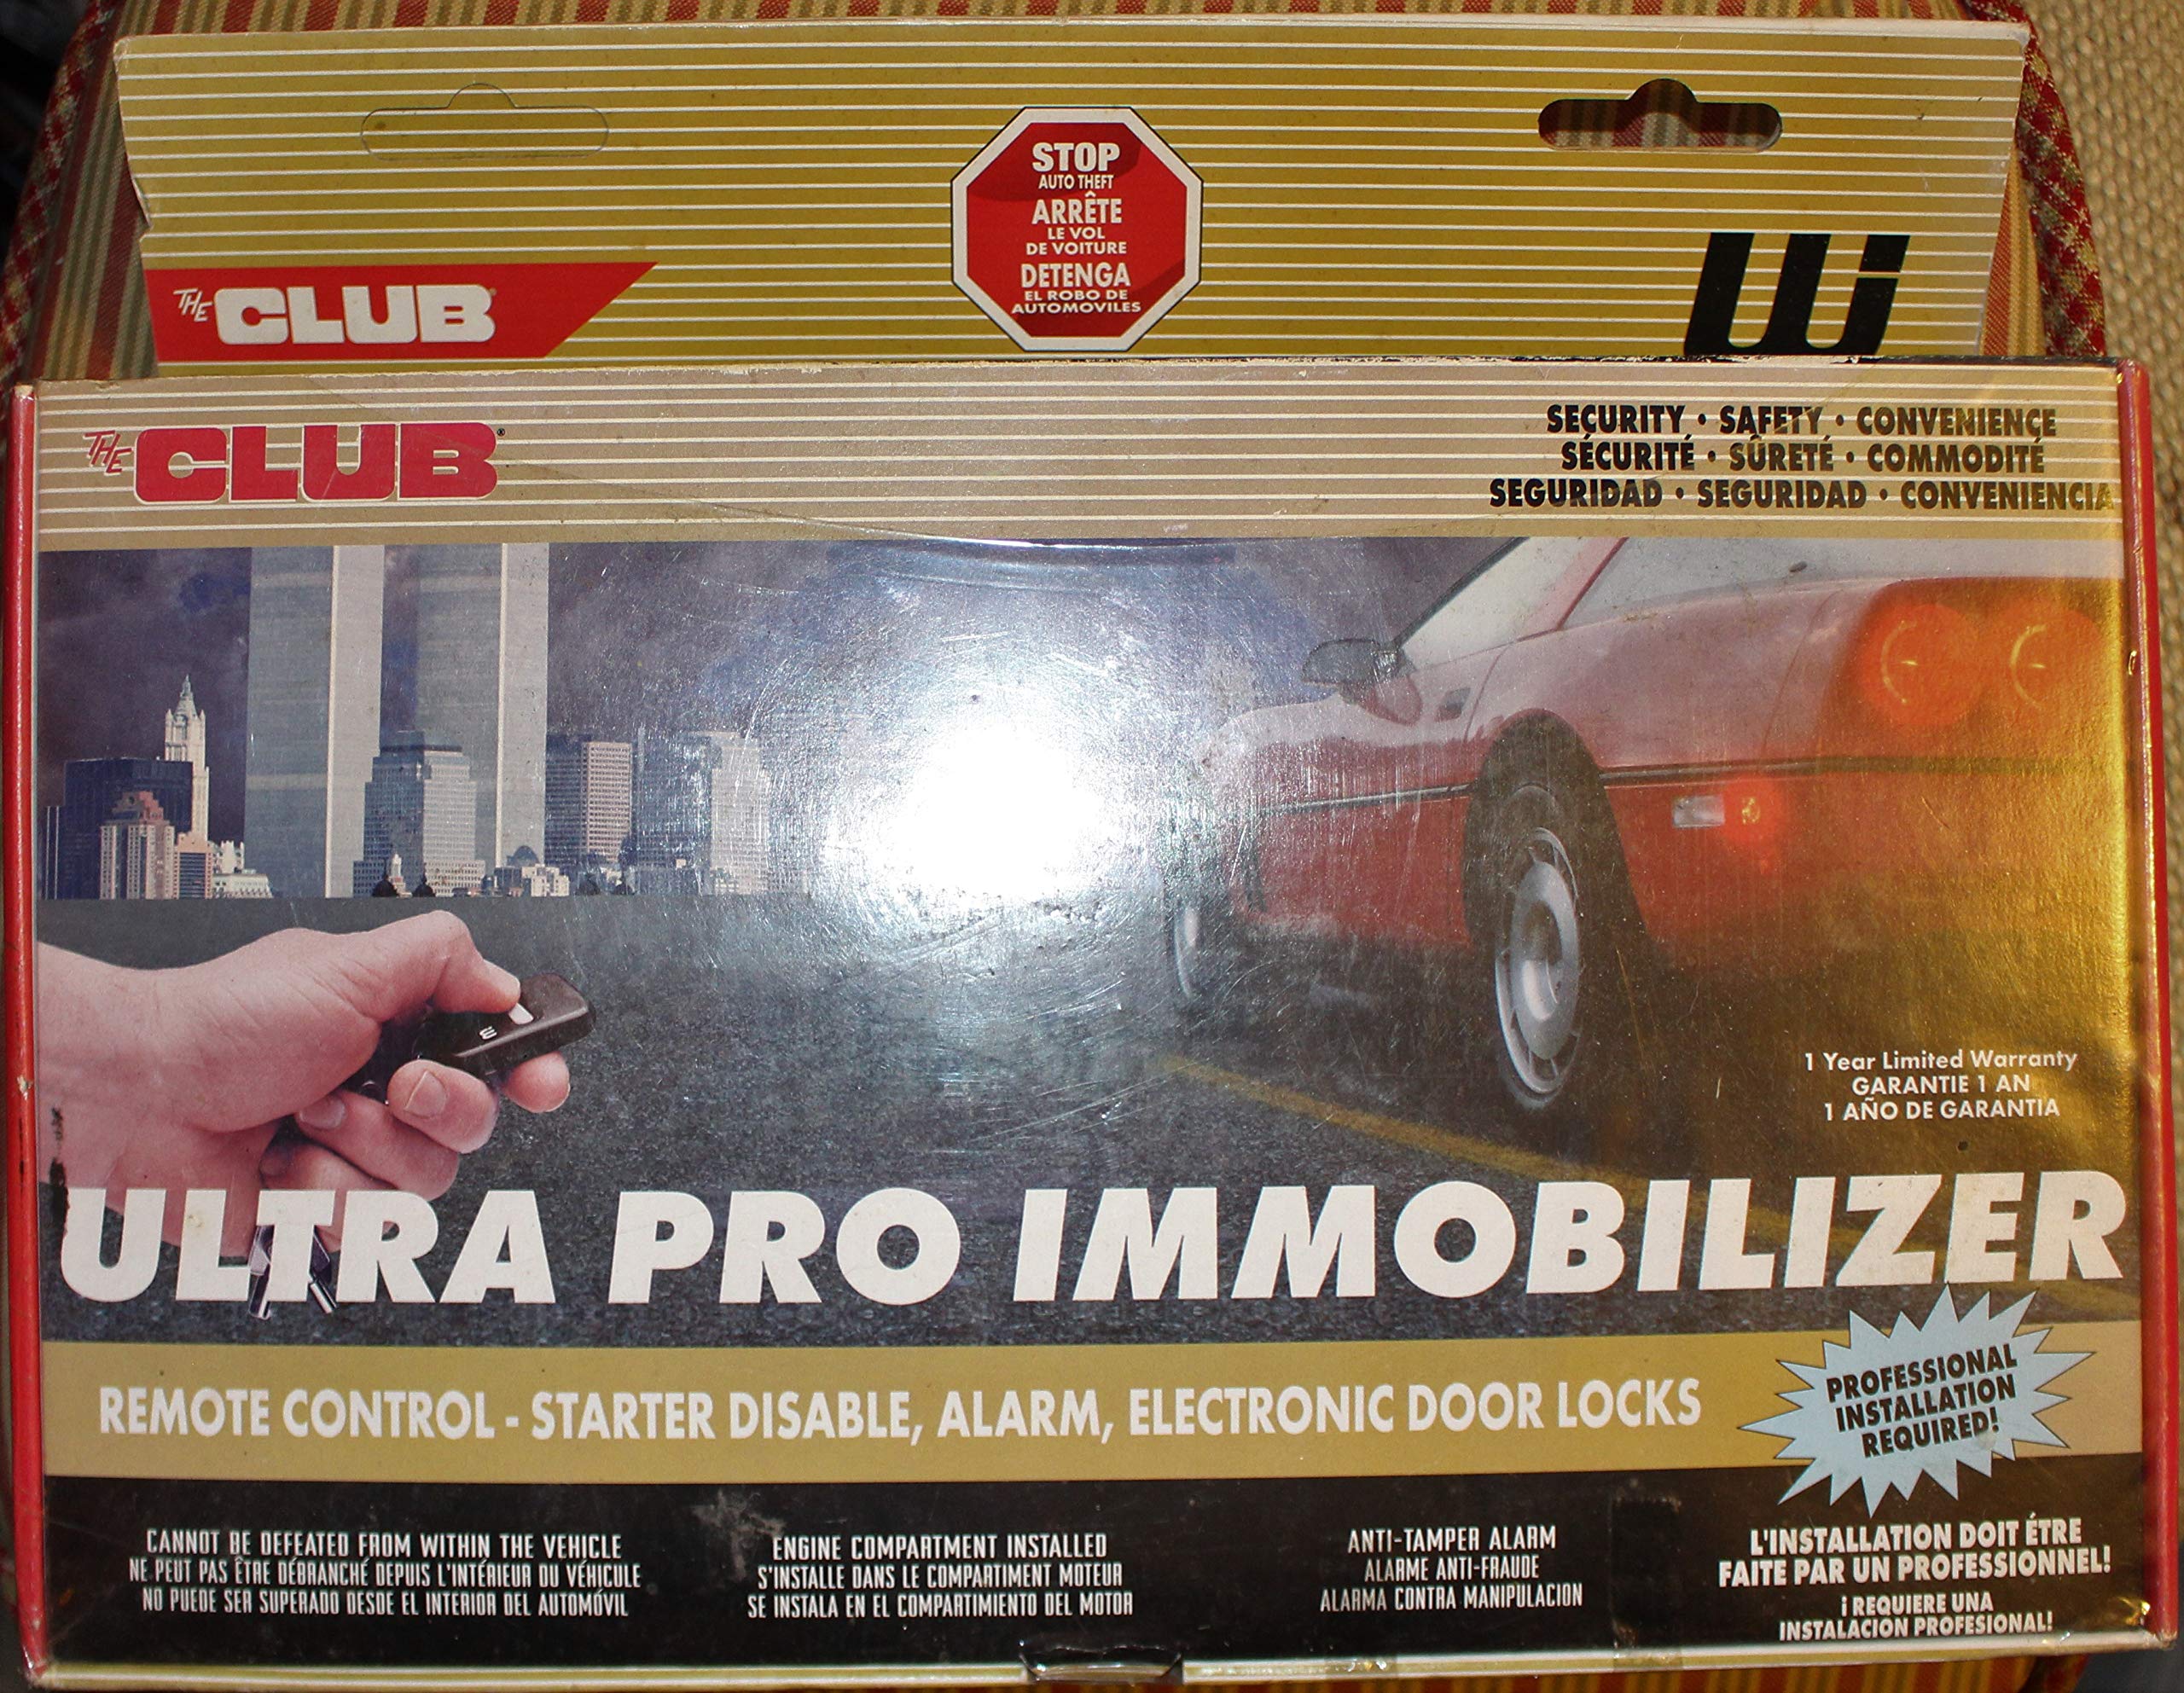 STOP
AUTO THEFT
ARRÊTE
LE VOL
DE VOITURE
DETENGA
EL ROBO DE
AUTOMOVILES
THE CLUB®
Wi
THE CLUB®
SECURITY • SAFETY • CONVENIENCE
SÉCURITÉ • SÛRETÉ • COMMODITÉ
SEGURIDAD • SEGURIDAD • CONVENIENCIA
1 Year Limited Warranty
GARANTIE 1 AN
1 AÑO DE GARANTIA
ULTRA PRO IMMOBILIZER
REMOTE CONTROL - STARTER DISABLE, ALARM, ELECTRONIC DOOR LOCKS
PROFESSIONAL
INSTALLATION
REQUIRED!
CANNOT BE DEFEATED FROM WITHIN THE VEHICLE
NE PEUT PAS ÊTRE DÉBRANCHÉ DEPUIS L'INTÉRIEUR DU VÉHICULE
NO PUEDE SER SUPERADO DESDE EL INTERIOR DEL AUTOMÓVIL
ENGINE COMPARTMENT INSTALLED
S'INSTALLE DANS LE COMPARTIMENT MOTEUR
SE INSTALA EN EL COMPARTIMIENTO DEL MOTOR
ANTI-TAMPER ALARM
ALARME ANTI-FRAUDE
ALARMA CONTRA MANIPULACION
L'INSTALLATION DOIT ÉTRE
FAITE PAR UN PROFESSIONNEL!
¡REQUIERE UNA
INSTALACION PROFESIONAL!